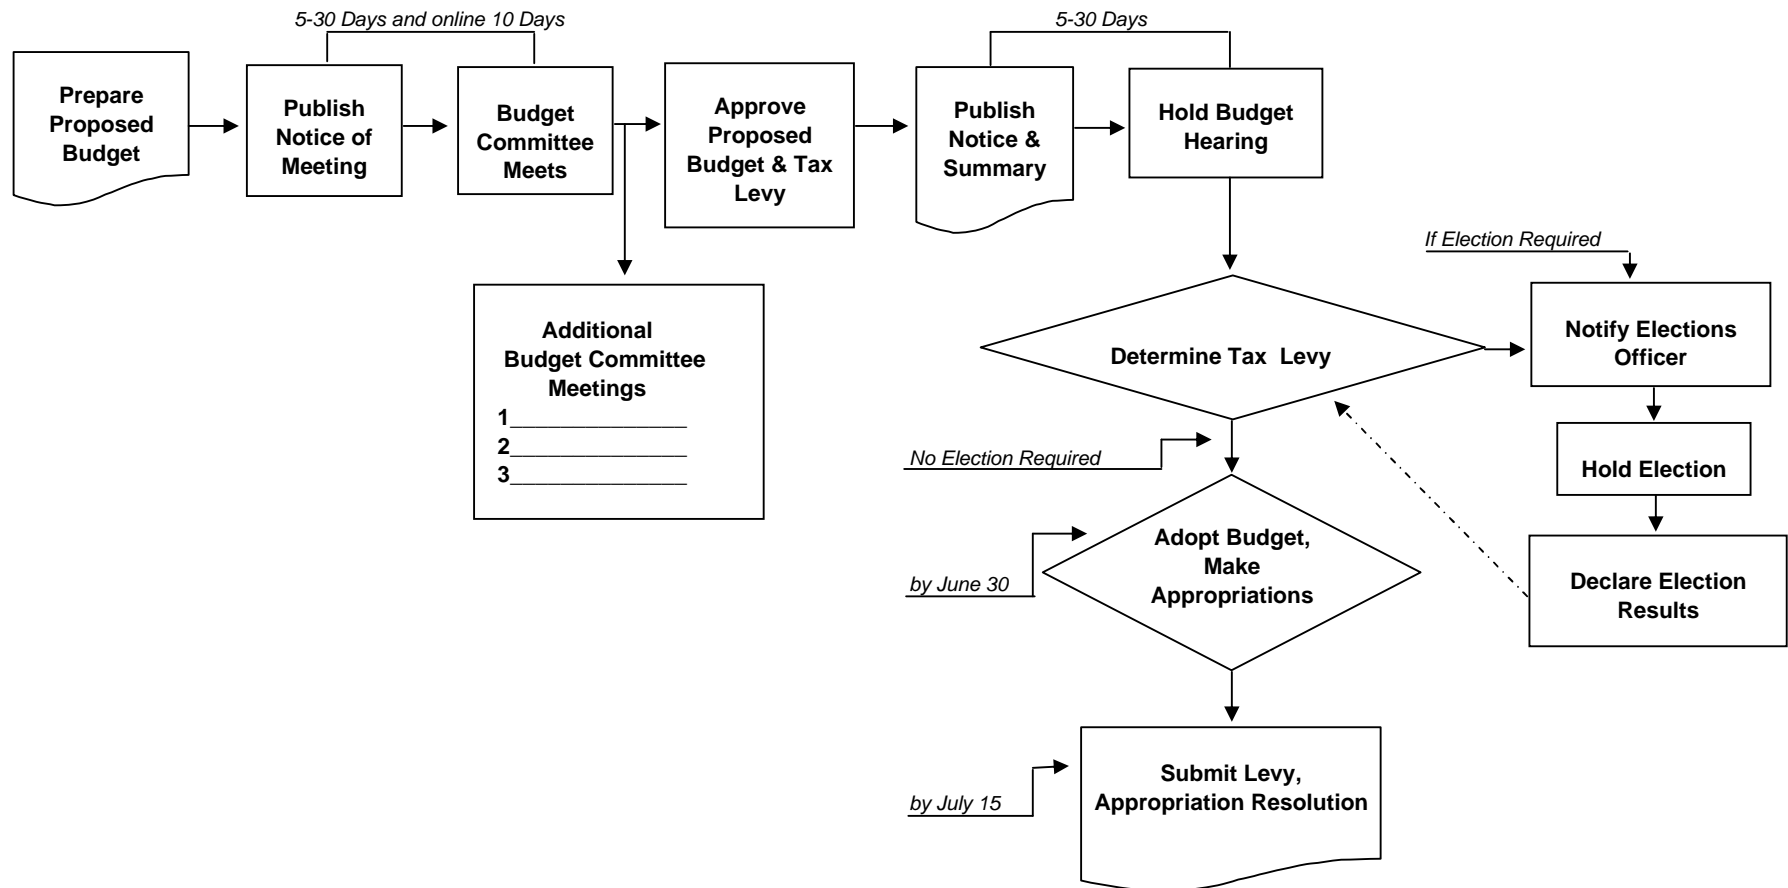 5-30 Days and online 10 Days
5-30 Days
Prepare
Proposed
Budget
Publish
Notice of
Meeting
Budget
Committee
Meets
Approve
Proposed
Budget & Tax
Levy
Publish
Notice &
Summary
Hold Budget
Hearing
Additional
Budget Committee
Meetings
1_______________
2_______________
3_______________
If Election Required
Determine Tax  Levy
Notify Elections
Officer
No Election Required
Hold Election
by June 30
Adopt Budget,
Make
Appropriations
Declare Election
Results
by July 15
Submit Levy,
Appropriation Resolution